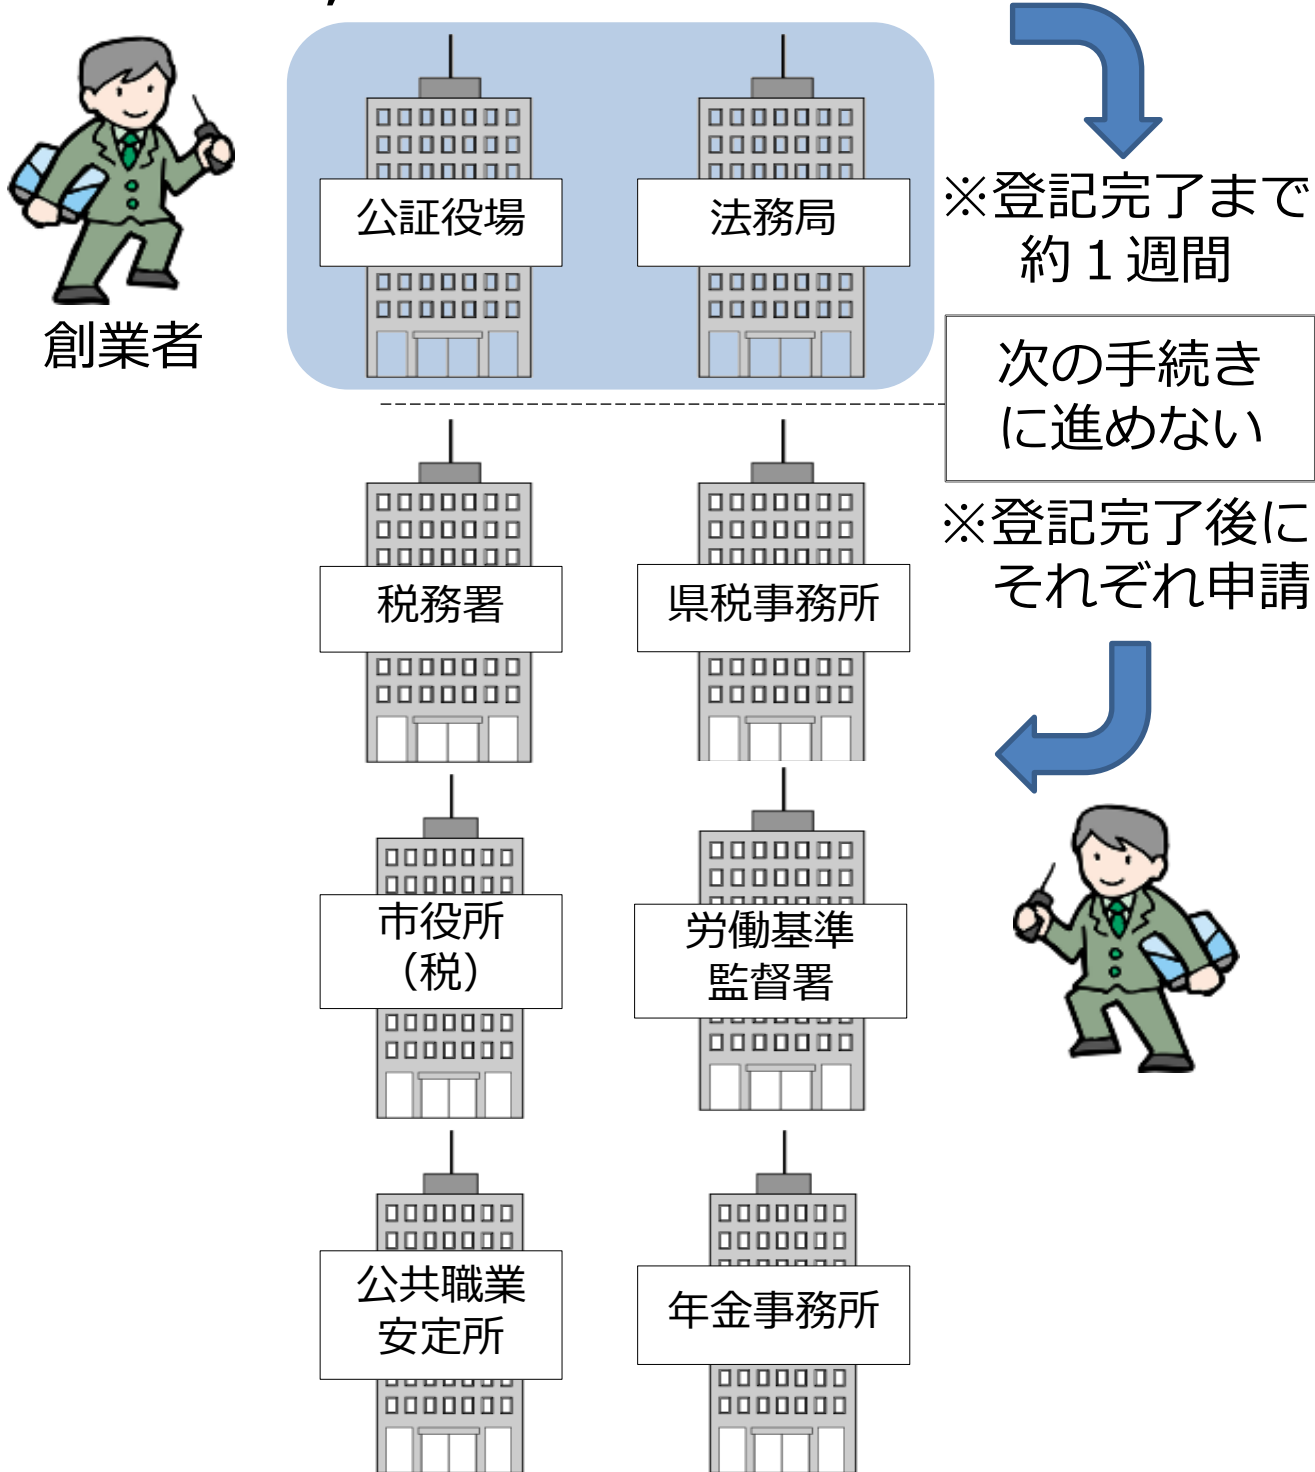 公証役場
法務局
※登記完了まで
約１週間
創業者
次の手続き
に進めない
※登記完了後に
それぞれ申請
税務署
県税事務所
市役所
（税）
労働基準
監督署
公共職業
安定所
年金事務所